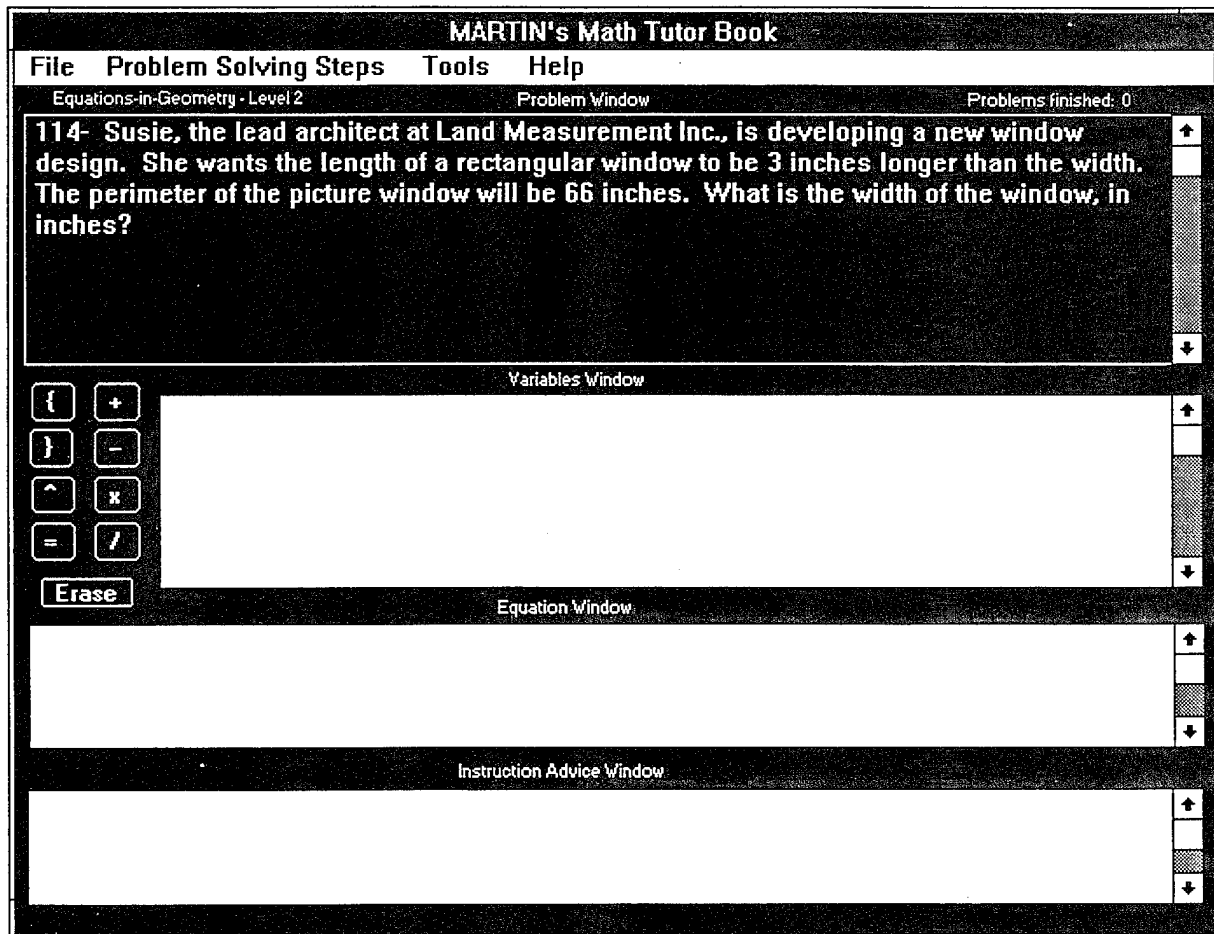 MARTIN's Math Tutor Book
File Problem Solving Steps Tools Help
Equations-in-Geometry - Level 2 Problem Window Problems finished: 0
114- Susie, the lead architect at Land Measurement Inc., is developing a new window
design. She wants the length of a rectangular window to be 3 inches longer than the width.
The perimeter of the picture window will be 66 inches. What is the width of the window, in
inches?
Variables Window
{ +
} -
^ x
= /
Erase
Equation Window
Instruction Advice Window